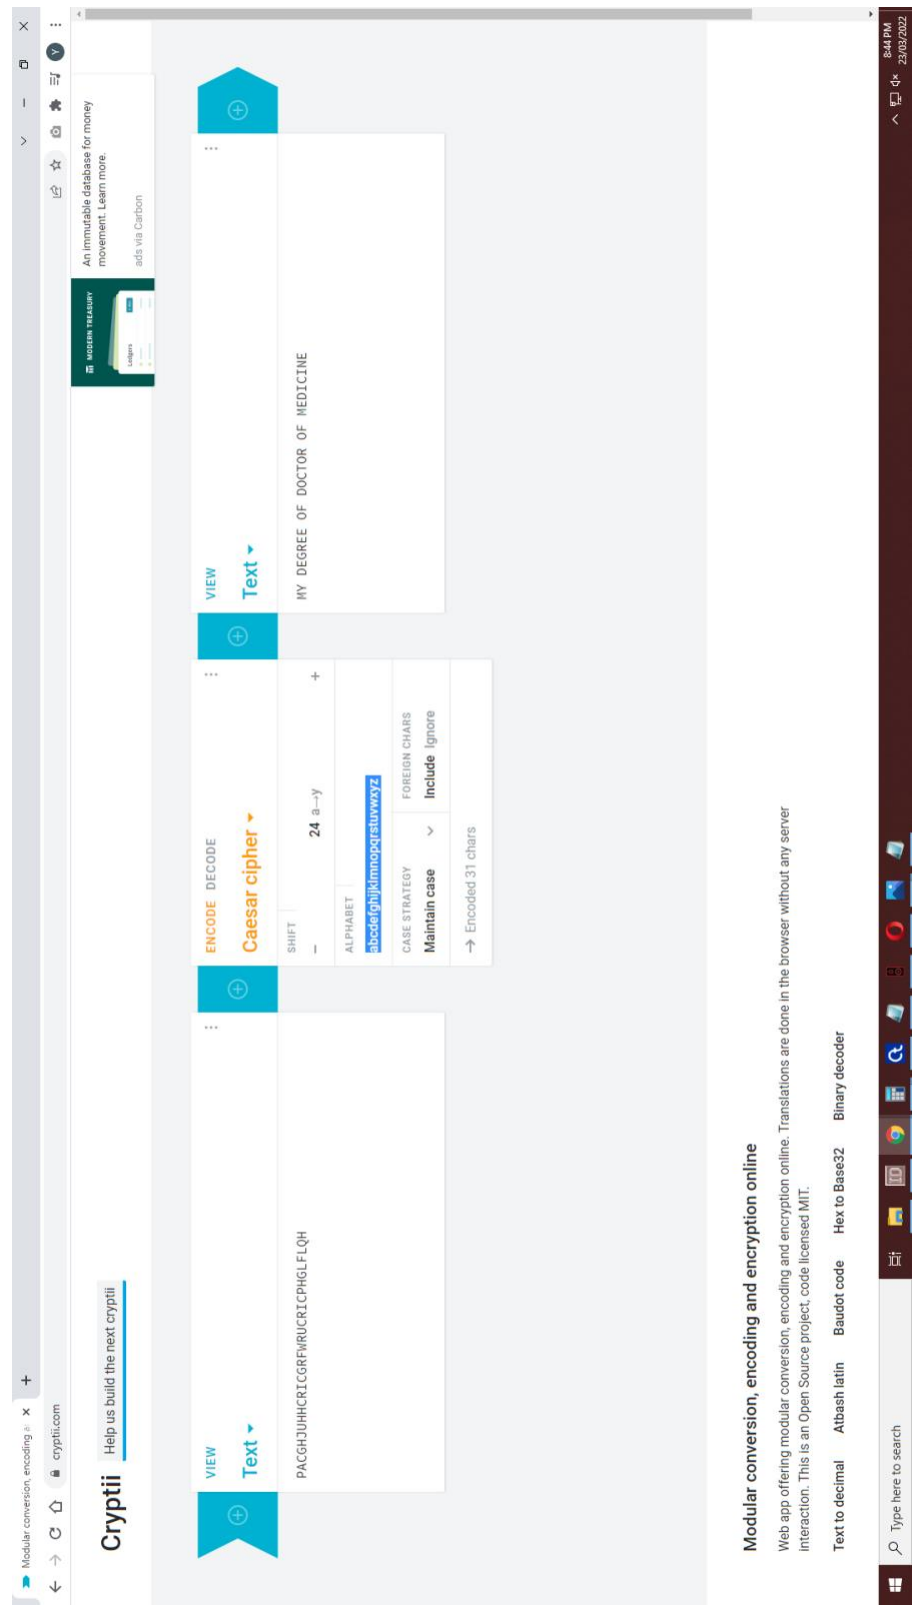 Modular conversion, encoding a
cryptii.com
Cryptii
Help us build the next cryptii
MODERN TREASURY
Ledgers
An immutable database for money
movement. Learn more.
ads via Carbon
VIEW
Text
PACGHJUHHCRICGRFWRUCRICPHGLFLQH
ENCODE DECODE
Caesar cipher
SHIFT
− 24 a→y +
ALPHABET
abcdefghijklmnopqrstuvwxyz
CASE STRATEGY
Maintain case
FOREIGN CHARS
Include Ignore
→ Encoded 31 chars
VIEW
Text
MY DEGREE OF DOCTOR OF MEDICINE
Modular conversion, encoding and encryption online
Web app offering modular conversion, encoding and encryption online. Translations are done in the browser without any server
interaction. This is an Open Source project, code licensed MIT.
Text to decimal Atbash latin Baudot code Hex to Base32 Binary decoder
Type here to search
8:44 PM
23/03/2022